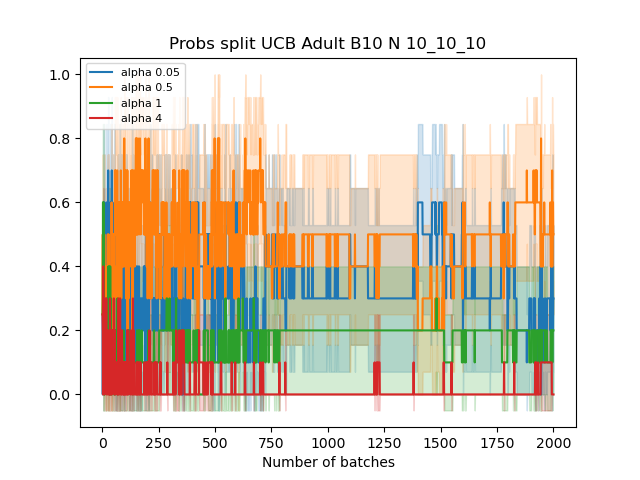 Probs split UCB Adult B10 N 10_10_10
alpha 0.05
alpha 0.5
alpha 1
alpha 4
1.0
0.8
0.6
0.4
0.2
0.0
0
250
500
750
1000
1250
1500
1750
2000
Number of batches